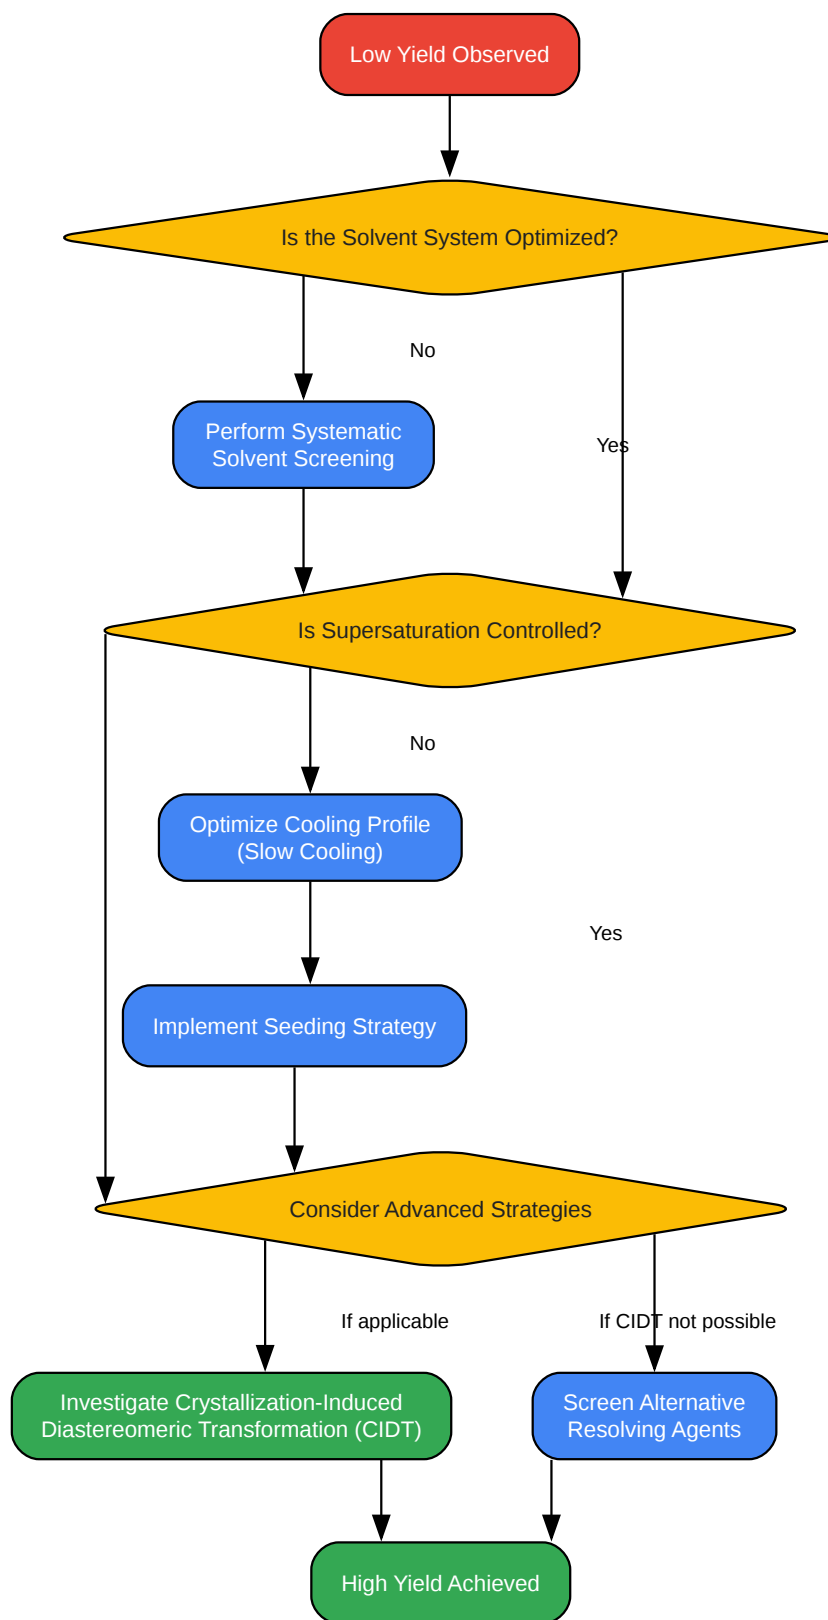 Low Yield Observed
Is the Solvent System Optimized?
No
Perform Systematic
Solvent Screening
Yes
Is Supersaturation Controlled?
No
Optimize Cooling Profile
(Slow Cooling)
Yes
Implement Seeding Strategy
Consider Advanced Strategies
If applicable
If CIDT not possible
Investigate Crystallization-Induced
Diastereomeric Transformation (CIDT)
Screen Alternative
Resolving Agents
High Yield Achieved